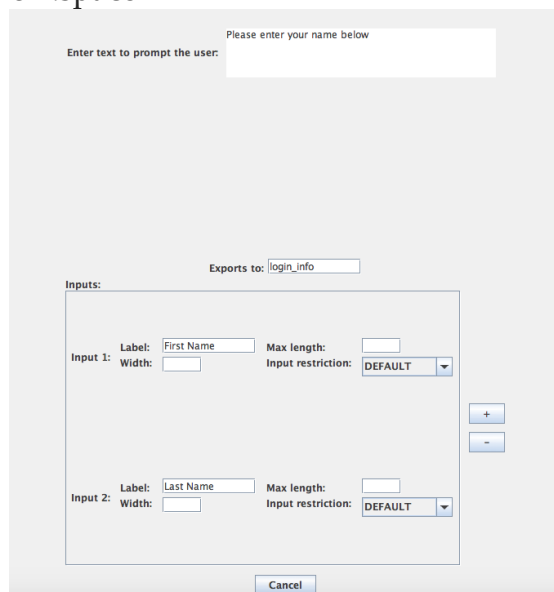 Please enter your name below
Enter text to prompt the user:
Exports to: login_info
Inputs:
Label: First Name Max length:
Input 1: Width: Input restriction: DEFAULT
+
-
Label: Last Name Max length:
Input 2: Width: Input restriction: DEFAULT
Cancel